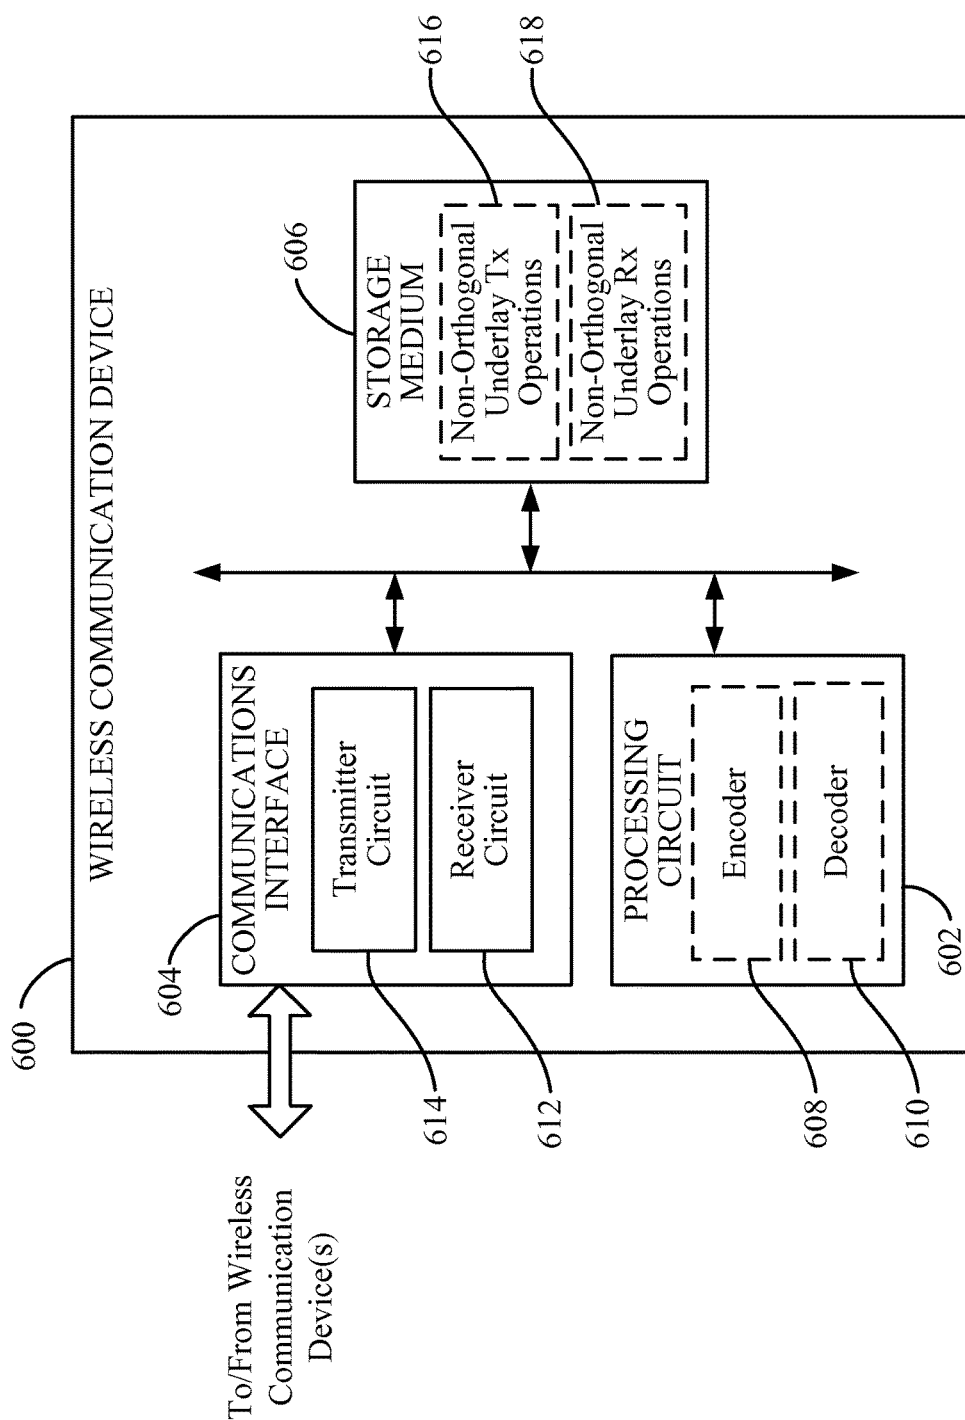 600
WIRELESS COMMUNICATION DEVICE
To/From Wireless
Communication
Device(s)
604
COMMUNICATIONS
INTERFACE
Transmitter
Circuit
614
Receiver
Circuit
612
606
STORAGE
MEDIUM
Non-Orthogonal
Underlay Tx
Operations
616
Non-Orthogonal
Underlay Rx
Operations
618
PROCESSING
CIRCUIT
Encoder
608
Decoder
610
602